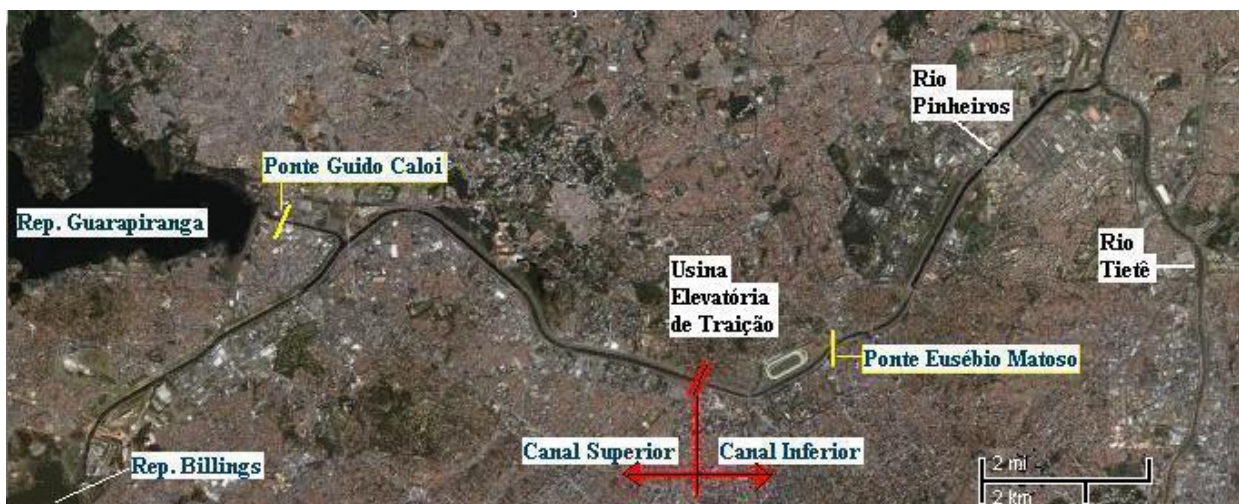 Rio
Pinheiros
Ponte Guido Caloi
Rep. Guarapiranga
Rio
Tietê
Usina
Elevatória
de Traição
Ponte Eusébio Matoso
Canal Superior
Canal Inferior
Rep. Billings
2 mi
2 km